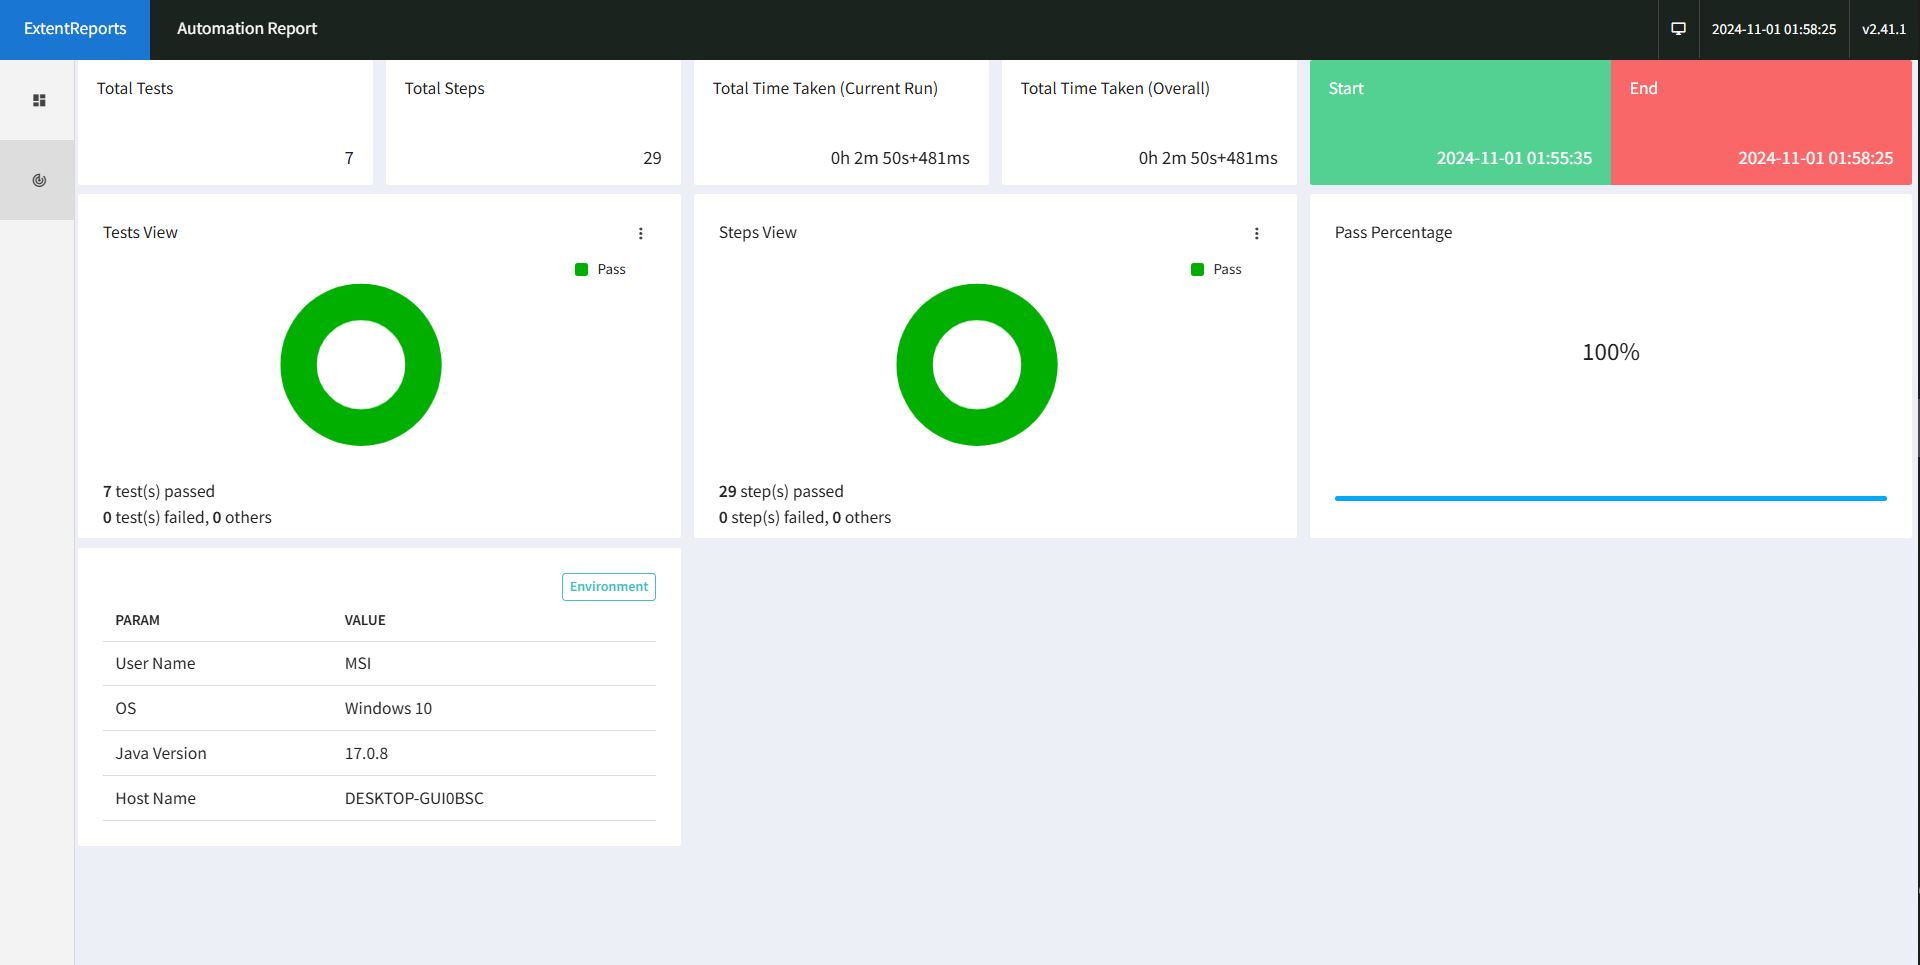 ExtentReports
Automation Report
2024-11-01 01:58:25
v2.41.1
Total Tests
7
Total Steps
29
Total Time Taken (Current Run)
0h 2m 50s+481ms
Total Time Taken (Overall)
0h 2m 50s+481ms
Start
2024-11-01 01:55:35
End
2024-11-01 01:58:25
Tests View
Pass
7 test(s) passed
0 test(s) failed, 0 others
Steps View
Pass
29 step(s) passed
0 step(s) failed, 0 others
Pass Percentage
100%
Environment
PARAM VALUE
User Name MSI
OS Windows 10
Java Version 17.0.8
Host Name DESKTOP-GUI0BSC